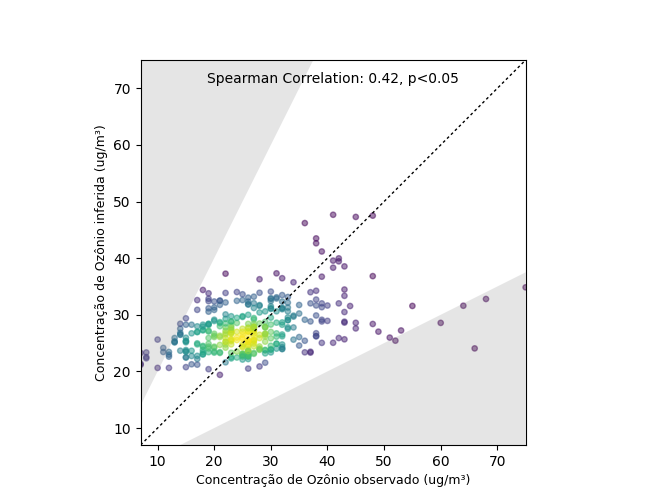 Spearman Correlation: 0.42, p<0.05
70
60
50
40
30
20
10
Concentração de Ozônio inferida (ug/m³)
10 20 30 40 50 60 70
Concentração de Ozônio observado (ug/m³)